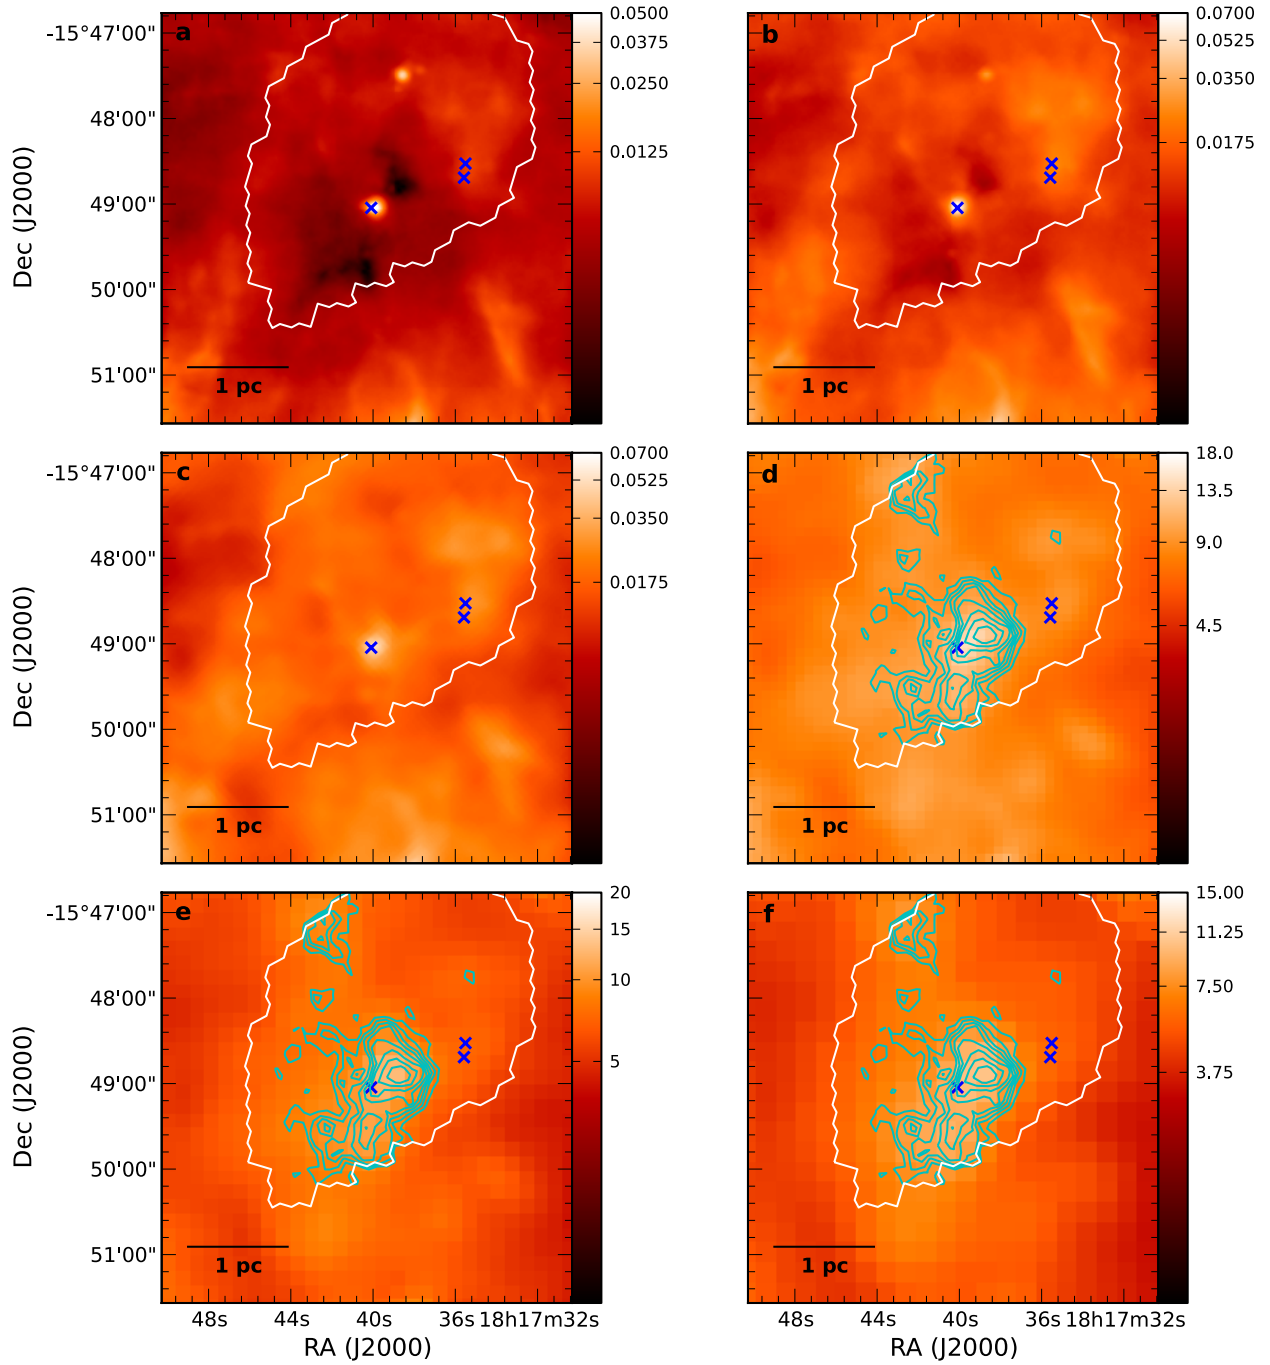 a
0.0500
0.0375
0.0250
0.0125
-15°47'00"
48'00"
49'00"
50'00"
51'00"
Dec (J2000)
1 pc
b
0.0700
0.0525
0.0350
0.0175
1 pc
c
0.0700
0.0525
0.0350
0.0175
-15°47'00"
48'00"
49'00"
50'00"
51'00"
Dec (J2000)
1 pc
d
18.0
13.5
9.0
4.5
1 pc
e
20
15
10
5
-15°47'00"
48'00"
49'00"
50'00"
51'00"
Dec (J2000)
1 pc
48s 44s 40s 36s 18h17m32s
RA (J2000)
f
15.00
11.25
7.50
3.75
1 pc
48s 44s 40s 36s 18h17m32s
RA (J2000)